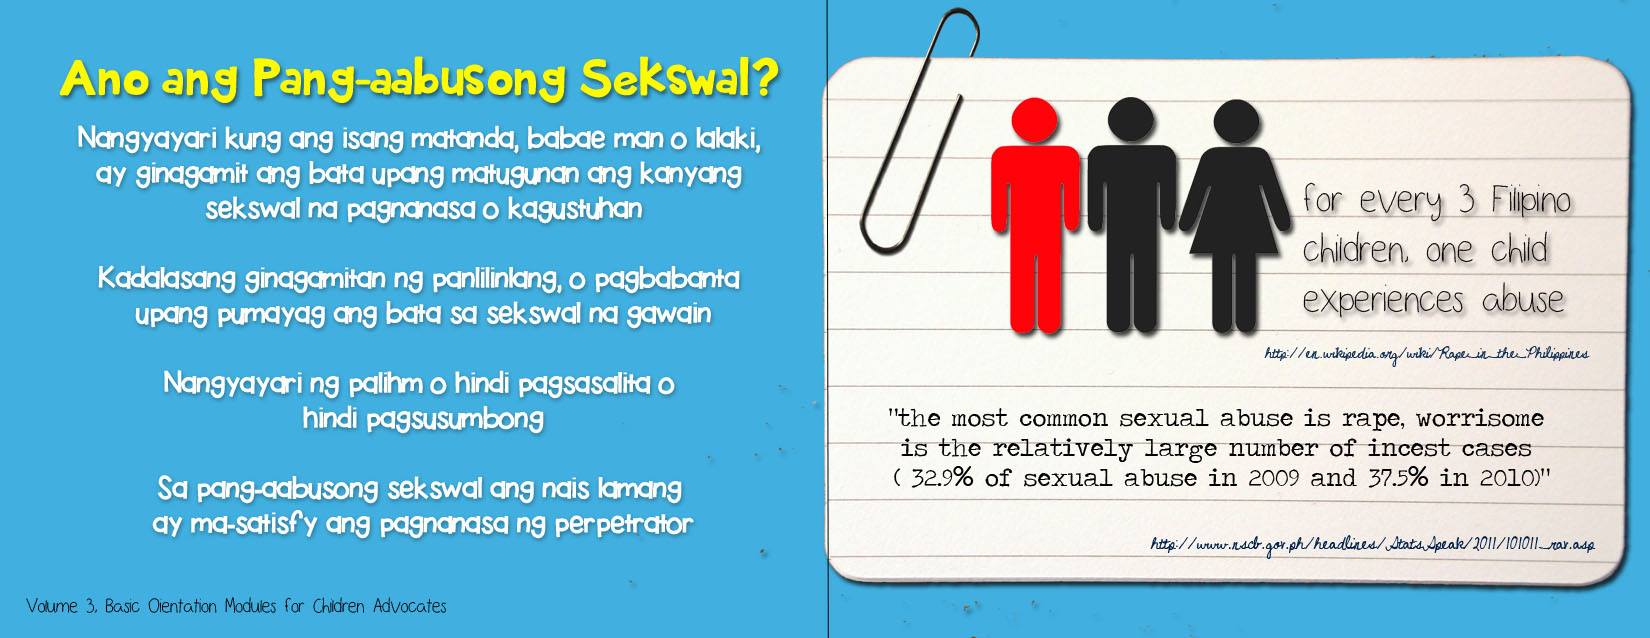 Ano ang Pang-aabusong Sekswal?
Nangyayari kung ang isang matanda, babae man o lalaki,
ay ginagamit ang bata upang matugunan ang kanyang
sekswal na pagnanasa o kagustuhan
Kadalasang ginagamitan ng panlilinlang, o pagbabanta
upang pumayag ang bata sa sekswal na gawain
Nangyayari ng palihm o hindi pagsasalita o
hindi pagsusumbong
Sa pang-aabusong sekswal ang nais lamang
ay ma-satisfy ang pagnanasa ng perpetrator
Volume 3, Basic Oientation Modules for Children Advocates
for every 3 Filipino
children, one child
experiences abuse
http://en.wikipedia.org/wiki/Rape_in_the_Philippines
"the most common sexual abuse is rape, worrisome
is the relatively large number of incest cases
( 32.9% of sexual abuse in 2009 and 37.5% in 2010)"
http://www.nscb.gov.ph/headlines/StatsSpeak/2011/101011_rav.asp